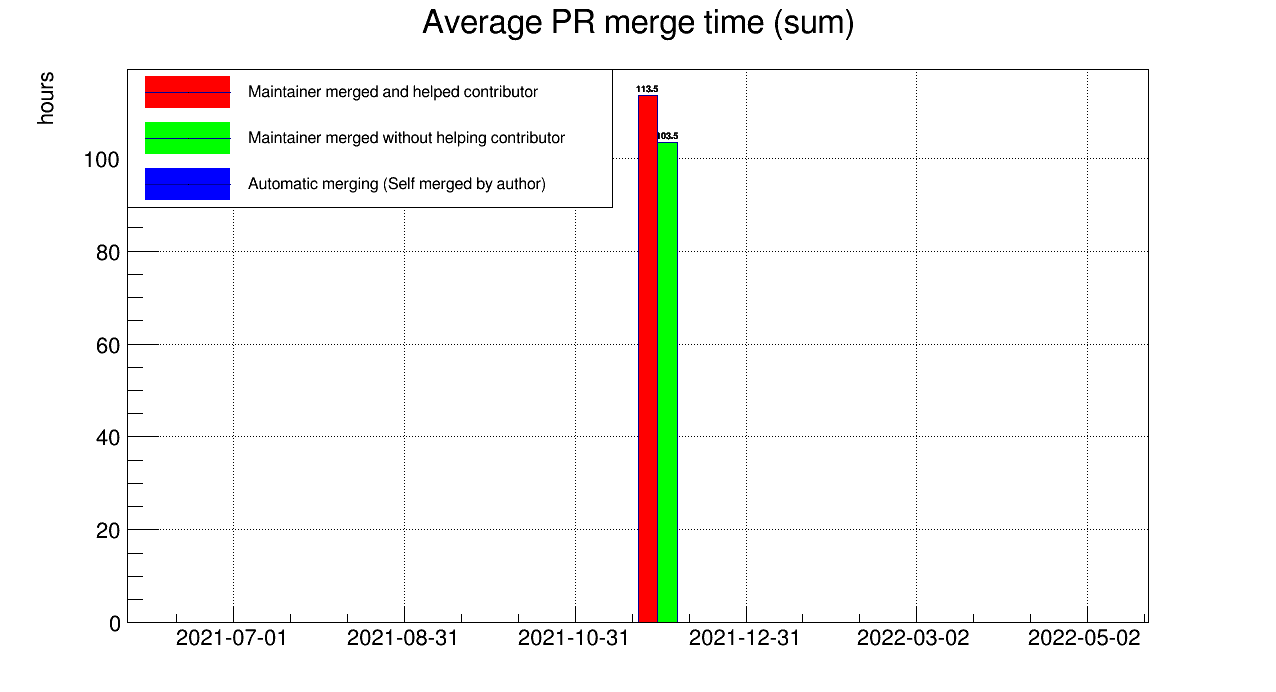 Average PR merge time (sum)
hours
Maintainer merged and helped contributor
Maintainer merged without helping contributor
Automatic merging (Self merged by author)
113.5
103.5
100
80
60
40
20
0
2021-07-01 2021-08-31 2021-10-31 2021-12-31 2022-03-02 2022-05-02